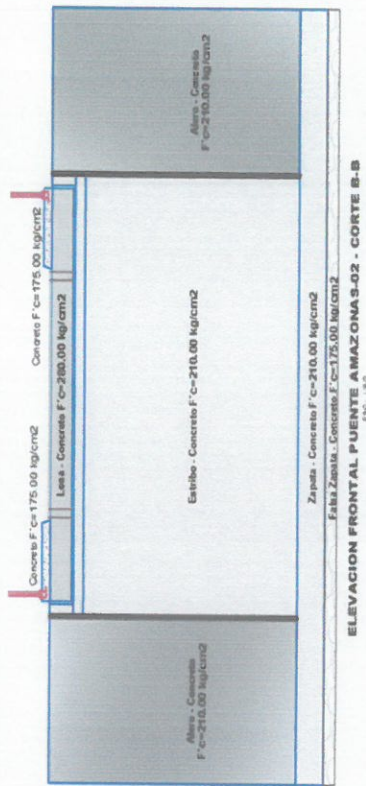 Concreto F'c=175.00 kg/cm2
Concreto F'c=175.00 kg/cm2
Losa - Concreto F'c=280.00 kg/cm2
Alero - Concreto
F'c=210.00 kg/cm2
Estribo - Concreto F'c=210.00 kg/cm2
Alero - Concreto
F'c=210.00 kg/cm2
Zapata - Concreto F'c=210.00 kg/cm2
Falsa Zapata - Concreto F'c=175.00 kg/cm2
ELEVACION FRONTAL PUENTE AMAZONAS-02 - CORTE B-B